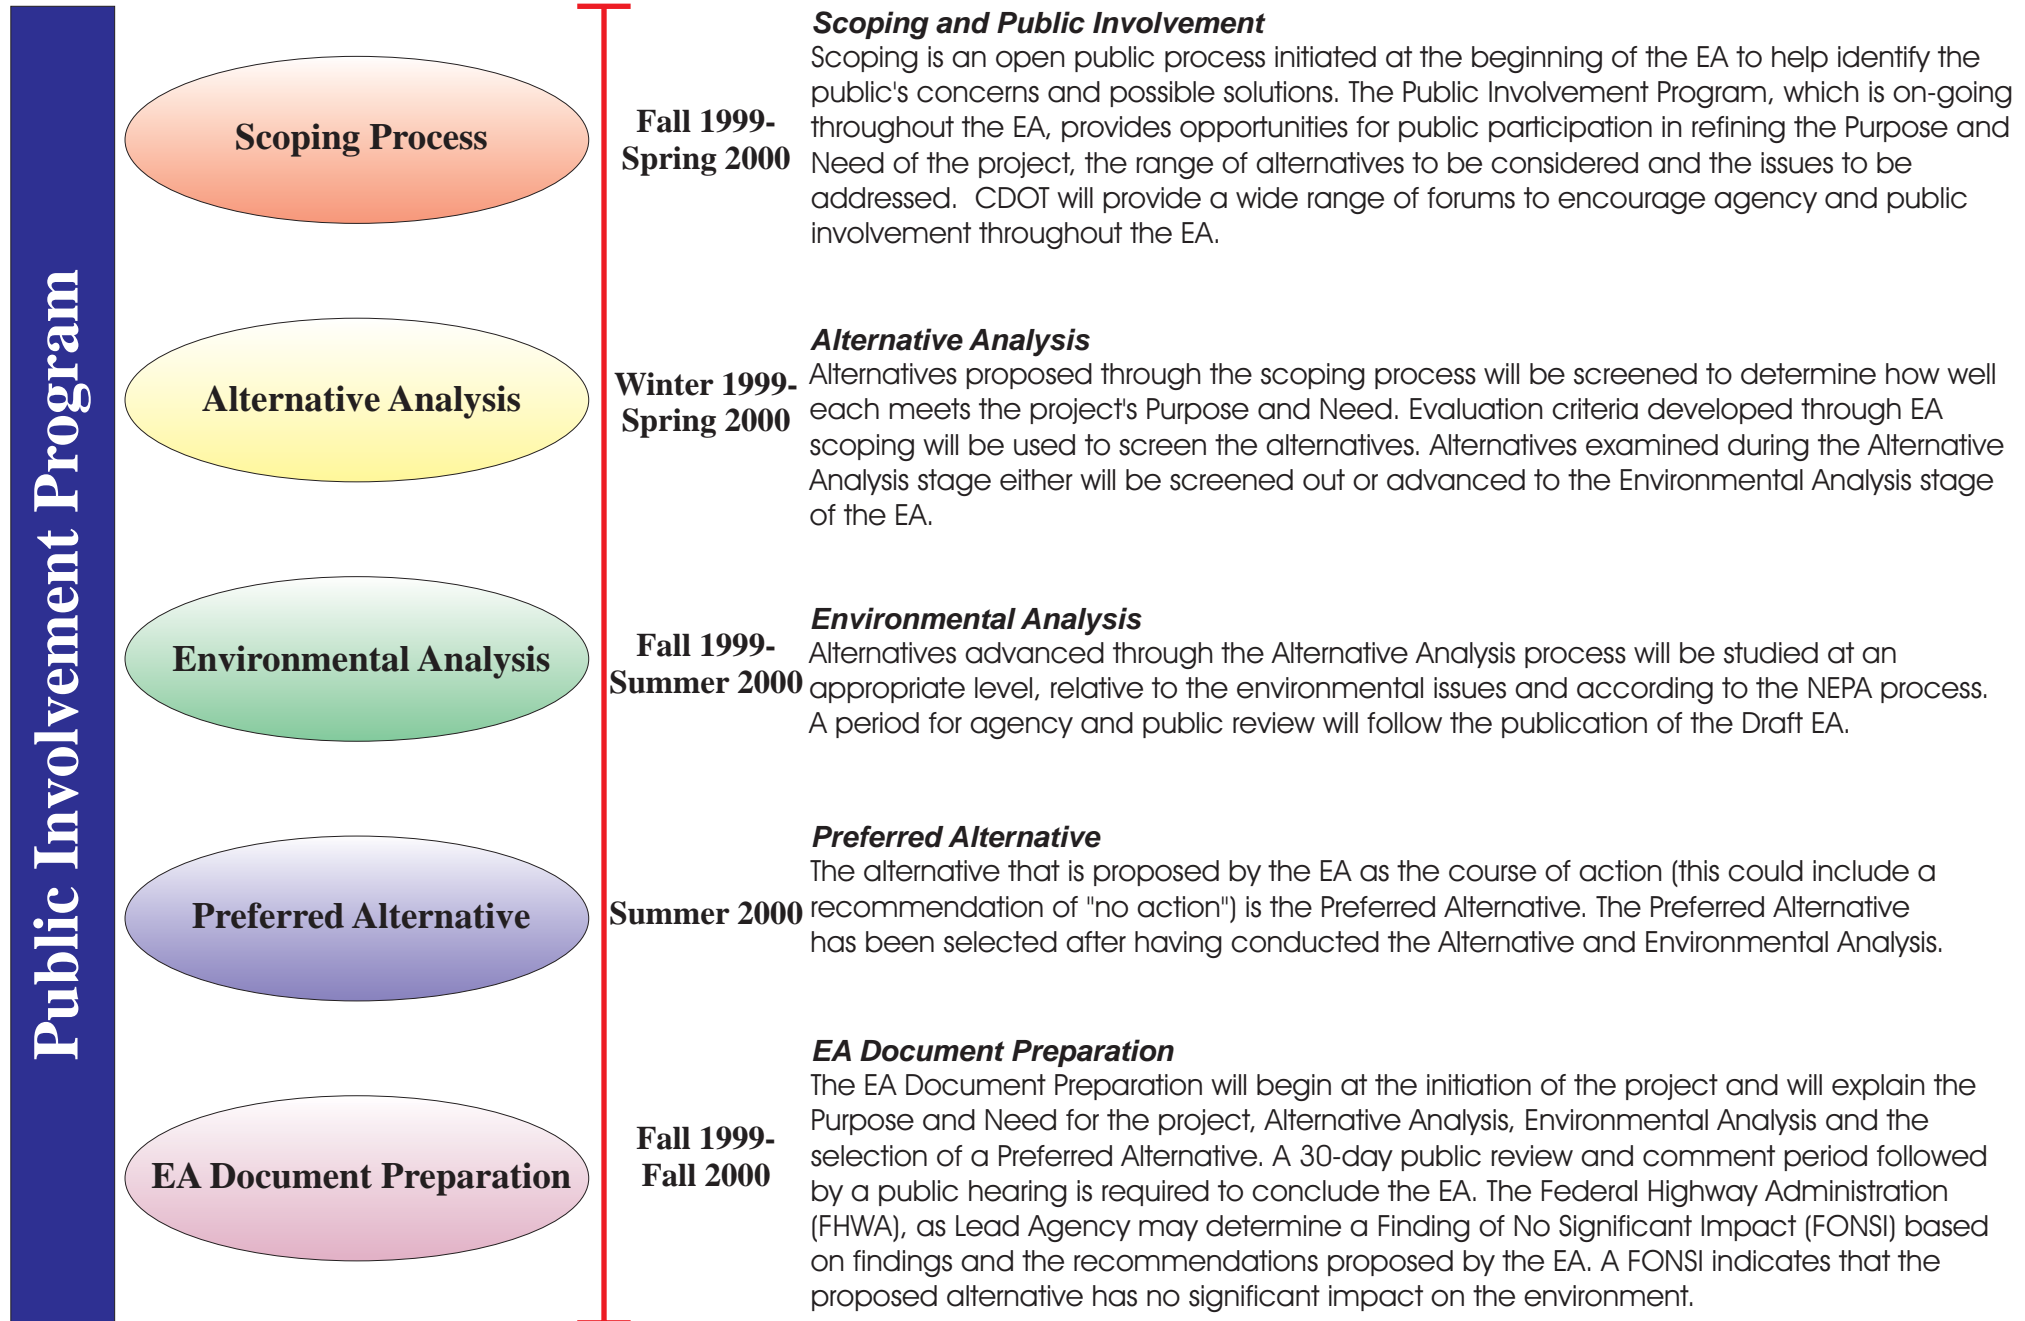 Public Involvement Program
Scoping Process
Fall 1999-
Spring 2000
Scoping and Public Involvement
Scoping is an open public process initiated at the beginning of the EA to help identify the
public's concerns and possible solutions. The Public Involvement Program, which is on-going
throughout the EA, provides opportunities for public participation in refining the Purpose and
Need of the project, the range of alternatives to be considered and the issues to be
addressed.  CDOT will provide a wide range of forums to encourage agency and public
involvement throughout the EA.
Alternative Analysis
Winter 1999-
Spring 2000
Alternative Analysis
Alternatives proposed through the scoping process will be screened to determine how well
each meets the project's Purpose and Need. Evaluation criteria developed through EA
scoping will be used to screen the alternatives. Alternatives examined during the Alternative
Analysis stage either will be screened out or advanced to the Environmental Analysis stage
of the EA.
Environmental Analysis
Fall 1999-
Summer 2000
Environmental Analysis
Alternatives advanced through the Alternative Analysis process will be studied at an
appropriate level, relative to the environmental issues and according to the NEPA process.
A period for agency and public review will follow the publication of the Draft EA.
Preferred Alternative
Summer 2000
Preferred Alternative
The alternative that is proposed by the EA as the course of action (this could include a
recommendation of "no action") is the Preferred Alternative. The Preferred Alternative
has been selected after having conducted the Alternative and Environmental Analysis.
EA Document Preparation
Fall 1999-
Fall 2000
EA Document Preparation
The EA Document Preparation will begin at the initiation of the project and will explain the
Purpose and Need for the project, Alternative Analysis, Environmental Analysis and the
selection of a Preferred Alternative. A 30-day public review and comment period followed
by a public hearing is required to conclude the EA. The Federal Highway Administration
(FHWA), as Lead Agency may determine a Finding of No Significant Impact (FONSI) based
on findings and the recommendations proposed by the EA. A FONSI indicates that the
proposed alternative has no significant impact on the environment.